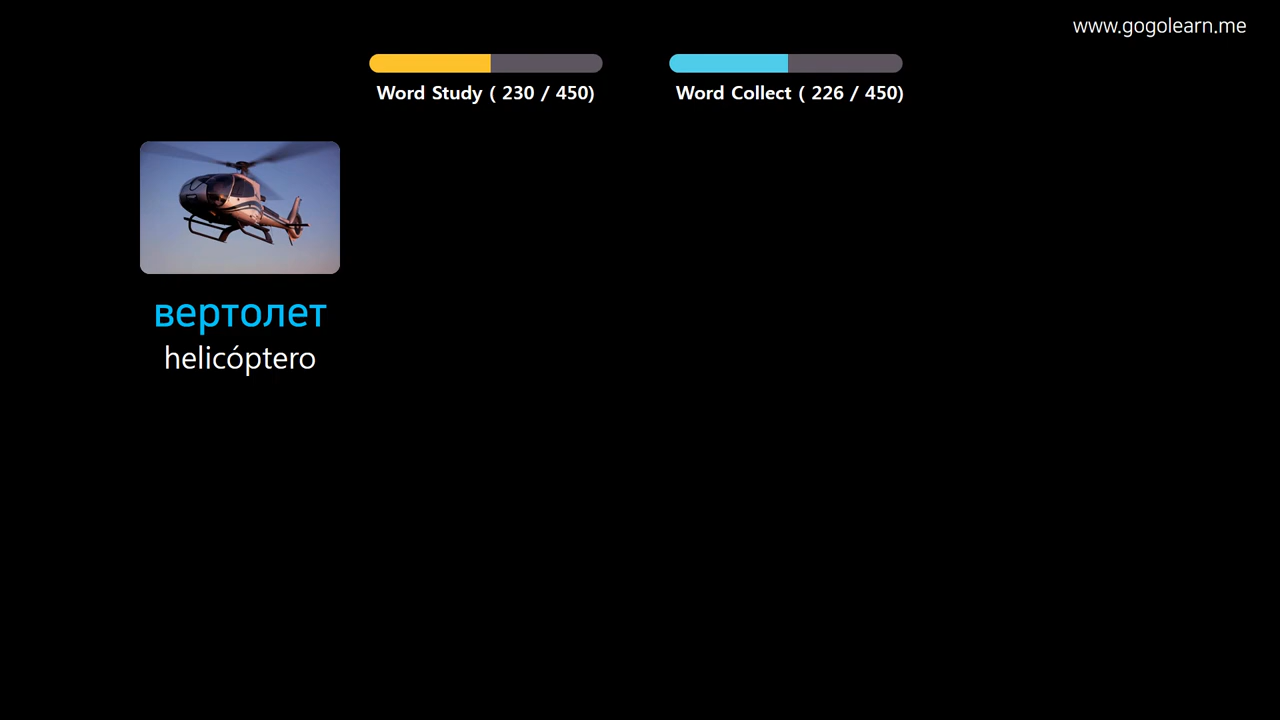 www.gogolearn.me
Word Study ( 230 / 450)
Word Collect ( 226 / 450)
вертолет
helicóptero